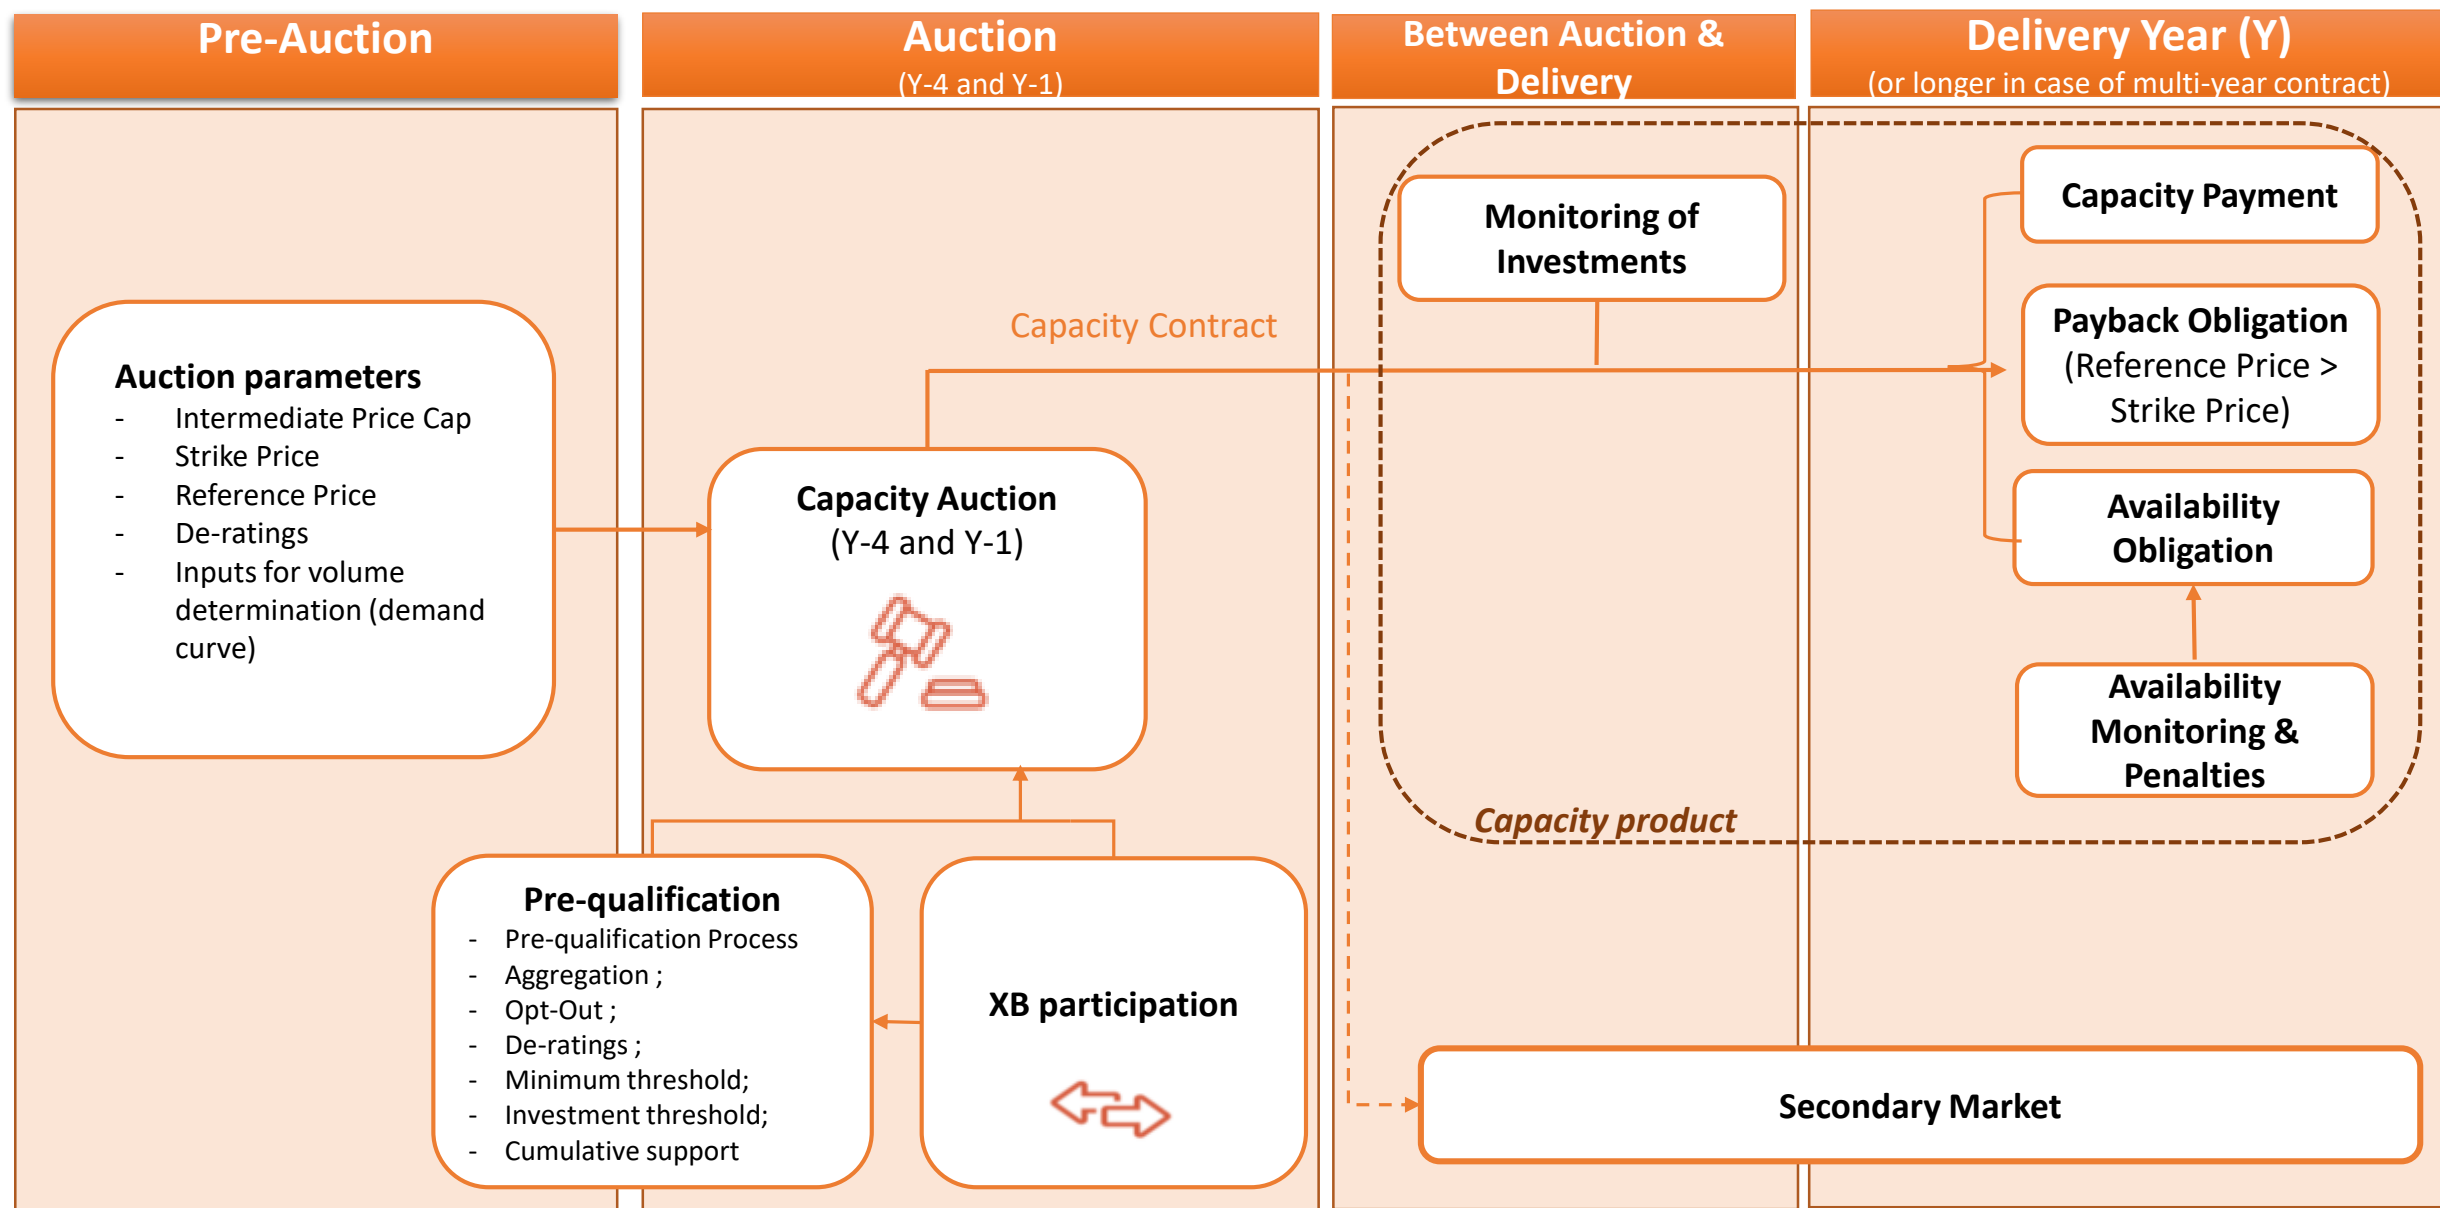 Pre-Auction
Auction
(Y-4 and Y-1)
Between Auction &
Delivery
Delivery Year (Y)
(or longer in case of multi-year contract)
Auction parameters
- Intermediate Price Cap
- Strike Price
- Reference Price
- De-ratings
- Inputs for volume
determination (demand
curve)
Capacity Contract
Capacity Auction
(Y-4 and Y-1)
Pre-qualification
- Pre-qualification Process
- Aggregation ;
- Opt-Out ;
- De-ratings ;
- Minimum threshold;
- Investment threshold;
- Cumulative support
XB participation
Monitoring of
Investments
Capacity Payment
Payback Obligation
(Reference Price >
Strike Price)
Availability
Obligation
Availability
Monitoring &
Penalties
Capacity product
Secondary Market